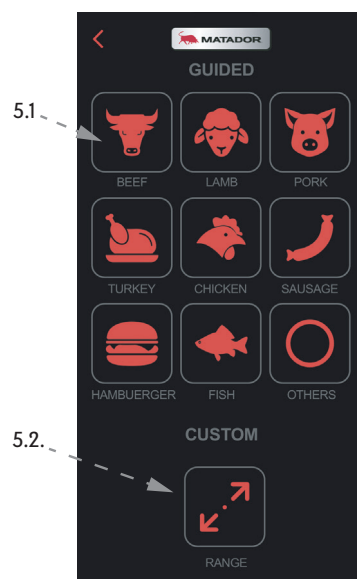 MATADOR
GUIDED
5.1
BEEF LAMB PORK
TURKEY CHICKEN SAUSAGE
HAMBUERGER FISH OTHERS
CUSTOM
5.2.
RANGE